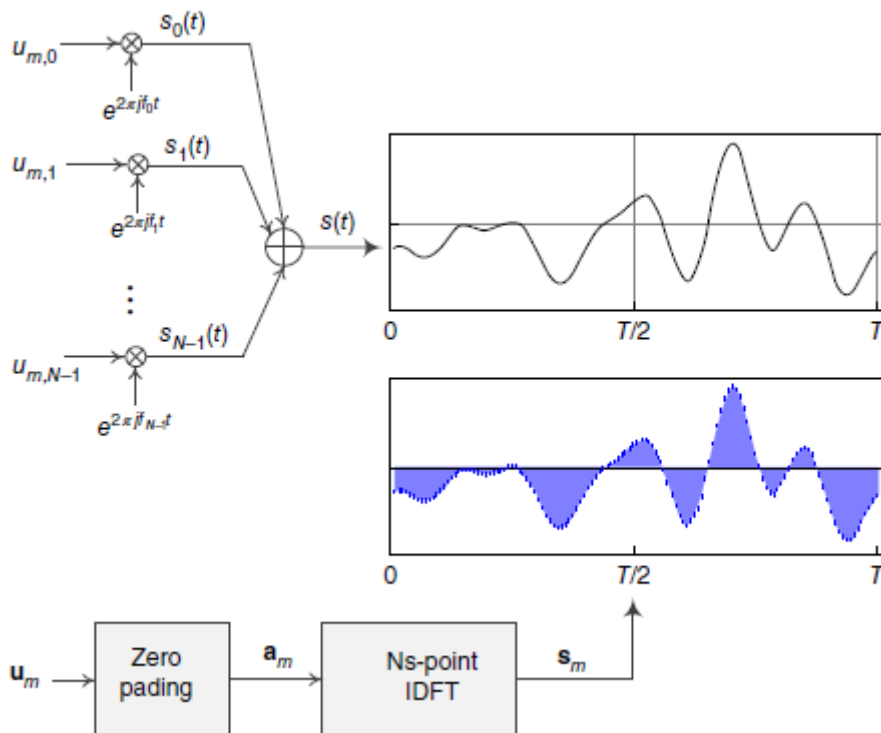 u_{m,0}
s_0(t)
e^{2πjf_0t}
u_{m,1}
s_1(t)
e^{2πjf_1t}
s(t)
⋮
s_{N–1}(t)
u_{m,N–1}
e^{2πjf_{N–1}t}
0 T/2 T
0 T/2 T
u_m
Zero
pading
a_m
Ns-point
IDFT
s_m